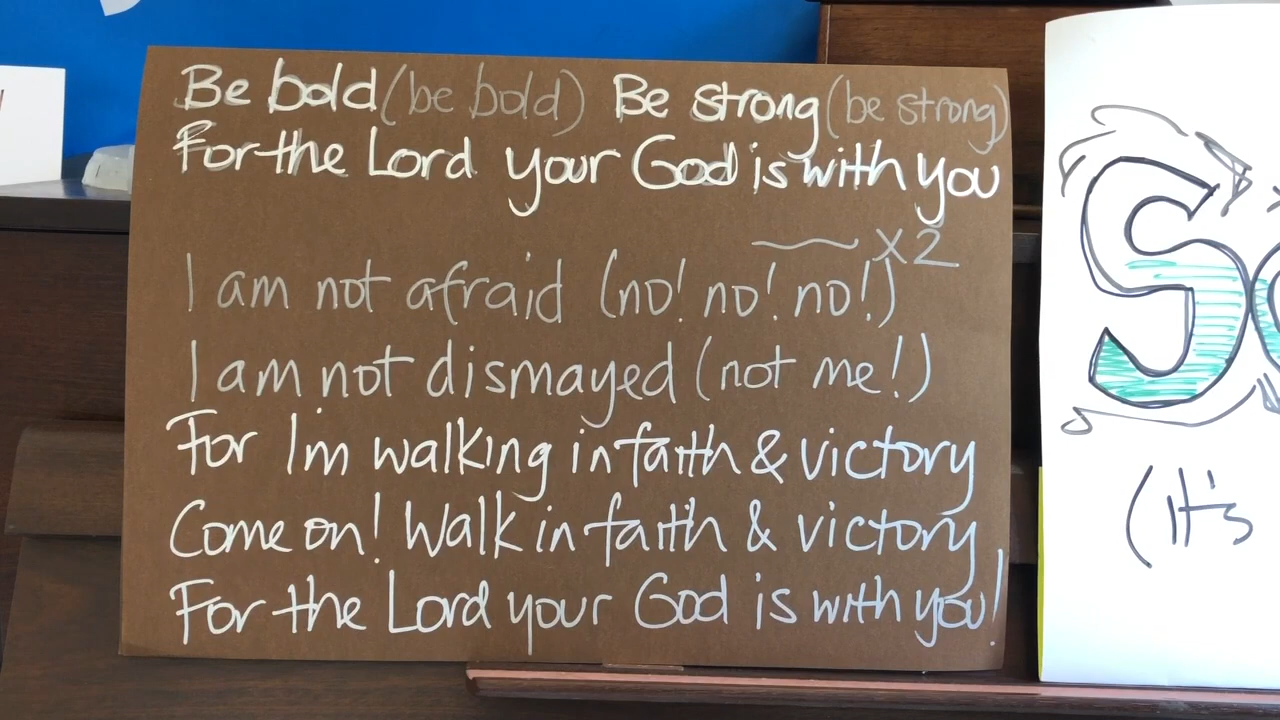 Be bold (be bold) Be strong (be strong)
For the Lord your God is with you
x2
I am not afraid (no! no! no!)
I am not dismayed (not me!)
For I'm walking in faith & victory
Come on! Walk in faith & victory
For the Lord your God is with you!
S
(It's